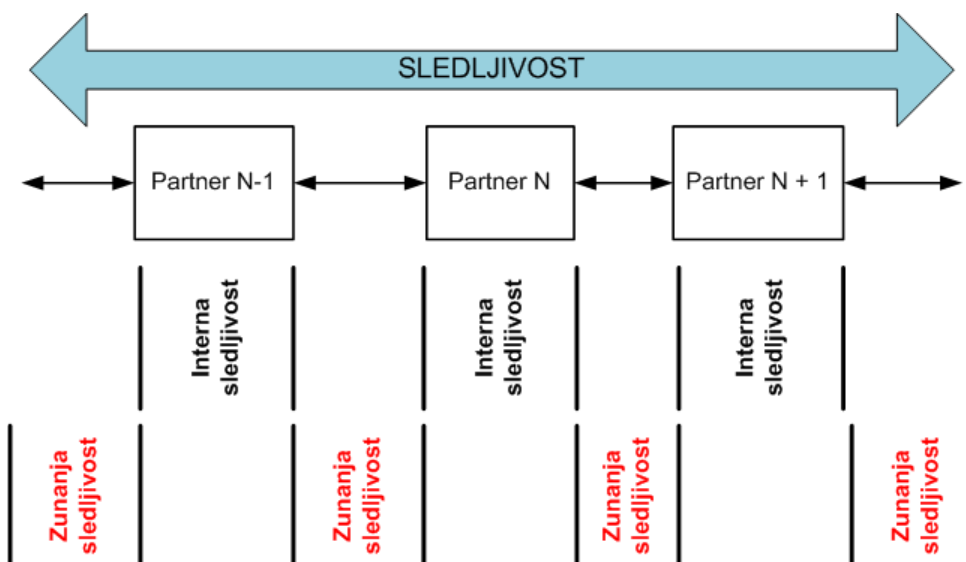 SLEDLJIVOST
Partner N-1
Partner N
Partner N + 1
Interna
sledljivost
Interna
sledljivost
Interna
sledljivost
Zunanja
sledljivost
Zunanja
sledljivost
Zunanja
sledljivost
Zunanja
sledljivost